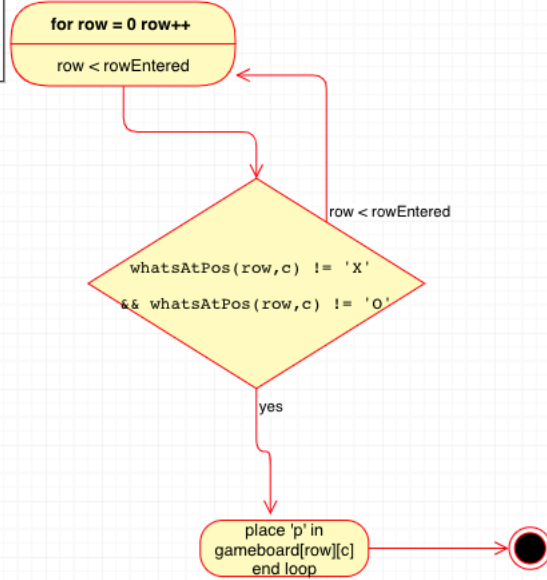 for row = 0 row++
row < rowEntered
row < rowEntered
whatsAtPos(row,c) != 'X'
&& whatsAtPos(row,c) != 'O'
yes
place 'p' in
gameboard[row][c]
end loop